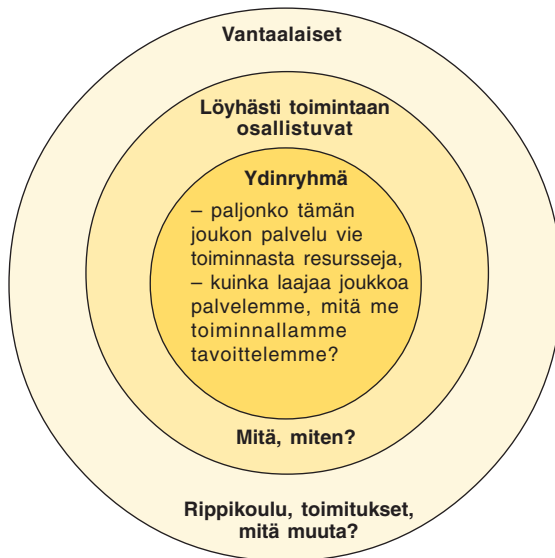 Vantaalaiset
Löyhästi toimintaan
osallistuvat
Ydinryhmä
– paljonko tämän
joukon palvelu vie
toiminnasta resursseja,
– kuinka laajaa joukkoa
palvelemme, mitä me
toiminnallamme
tavoittelemme?
Mitä, miten?
Rippikoulu, toimitukset,
mitä muuta?